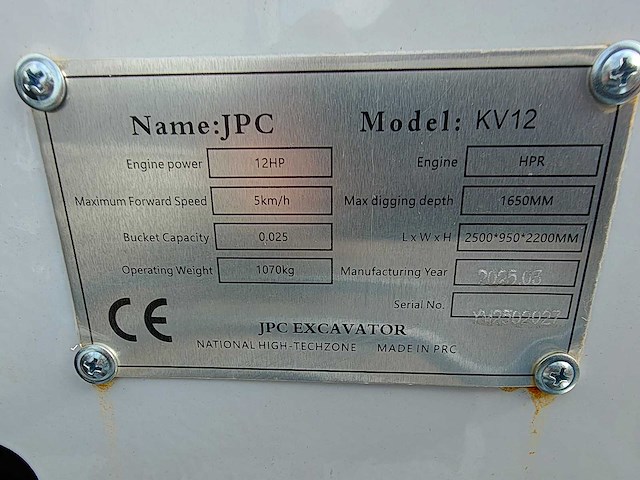 Name:JPC Model: KV12
Engine power 12HP Engine HPR
Maximum Forward Speed 5km/h Max digging depth 1650MM
Bucket Capacity 0.025 L x W x H 2500*950*2200MM
Operating Weight 1070kg Manufacturing Year 2025.03
Serial No.
CE
JPC EXCAVATOR
NATIONAL HIGH-TECHZONE MADE IN PRC